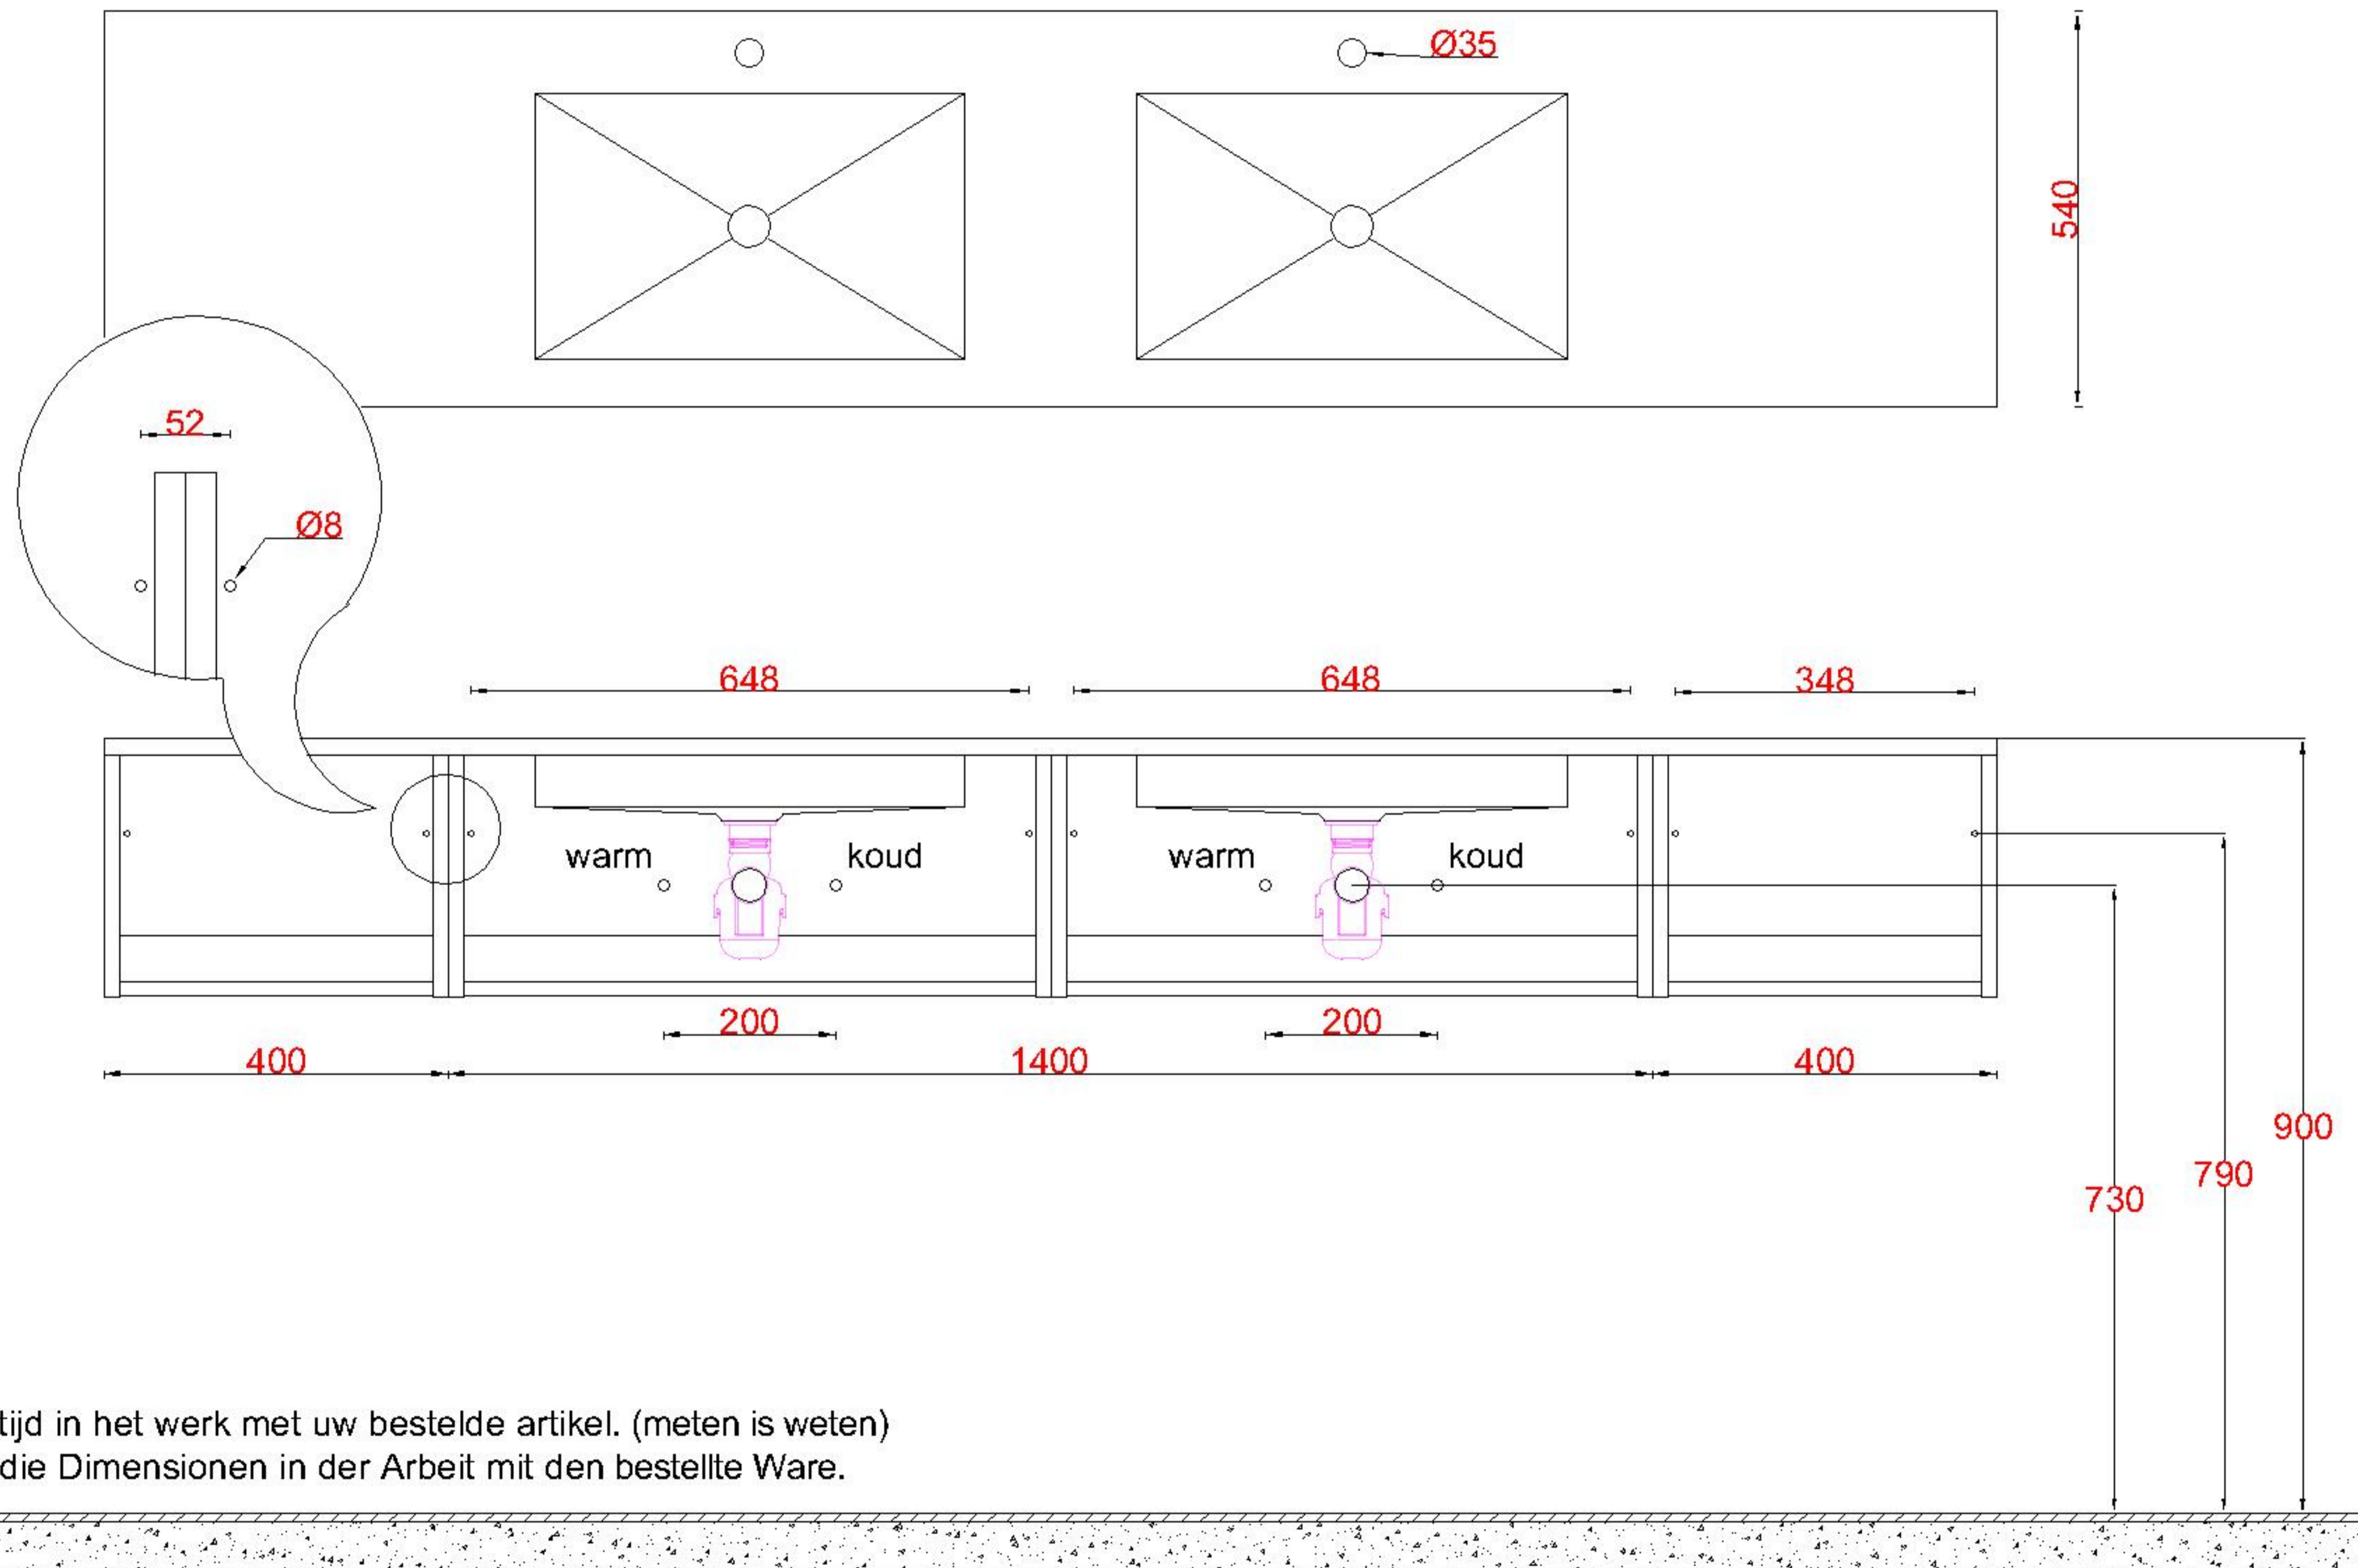 Ø35
540
52
Ø8
648 648 348
warm koud warm koud
200 200
400 1400 400
900
790
730
tijd in het werk met uw bestelde artikel. (meten is weten)
die Dimensionen in der Arbeit mit den bestellte Ware.